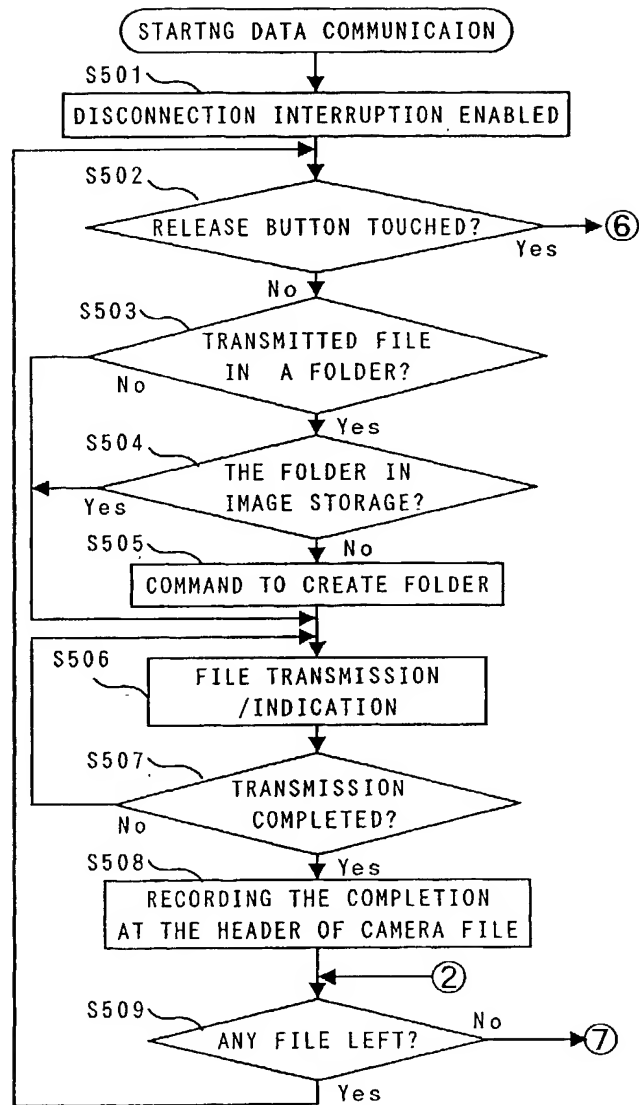 STARTNG DATA COMMUNICAION
S501
DISCONNECTION INTERRUPTION ENABLED
S502
RELEASE BUTTON TOUCHED?
⑥
Yes
No
S503
TRANSMITTED FILE
IN A FOLDER?
No
Yes
S504
THE FOLDER IN
IMAGE STORAGE?
Yes
No
S505
COMMAND TO CREATE FOLDER
S506
FILE TRANSMISSION
/INDICATION
S507
TRANSMISSION
COMPLETED?
No
Yes
S508
RECORDING THE COMPLETION
AT THE HEADER OF CAMERA FILE
②
S509
ANY FILE LEFT?
No
⑦
Yes